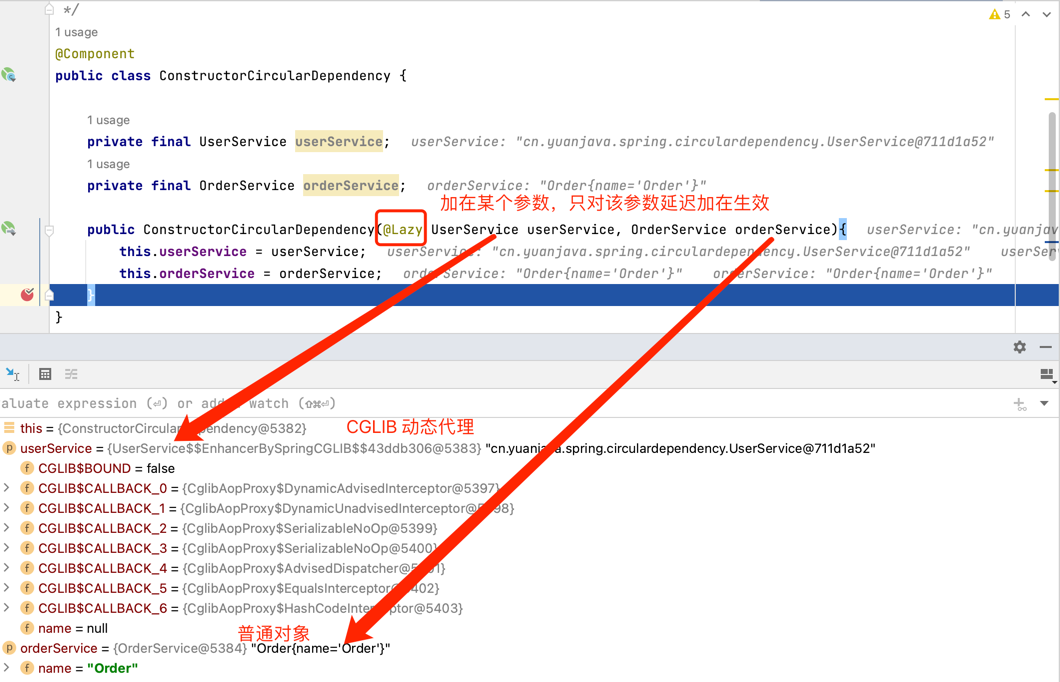 */
5
1 usage
@Component
public class ConstructorCircularDependency {
1 usage
private final UserService userService; userService: "cn.yuanjava.spring.circulardependency.UserService@711d1a52"
1 usage
private final OrderService orderService; orderService: "Order{name='Order'}"
加在某个参数，只对该参数延迟加在生效
public ConstructorCircularDependency(@Lazy UserService userService, OrderService orderService){ userService: "cn.yuanjav
this.userService = userService; userService: "cn.yuanjava.spring.circulardependency.UserService@711d1a52" userSer
this.orderService = orderService; orderService: "Order{name='Order'}" orderService: "Order{name='Order'}"
}
}
aluate expression (⏎) or add watch (⇧⌘⏎)
this = {ConstructorCircularDependency@5382}
CGLIB 动态代理
userService = {UserService$$EnhancerBySpringCGLIB$$43ddb306@5383} "cn.yuanjava.spring.circulardependency.UserService@711d1a52"
CGLIB$BOUND = false
CGLIB$CALLBACK_0 = {CglibAopProxy$DynamicAdvisedInterceptor@5397}
CGLIB$CALLBACK_1 = {CglibAopProxy$DynamicUnadvisedInterceptor@5398}
CGLIB$CALLBACK_2 = {CglibAopProxy$SerializableNoOp@5399}
CGLIB$CALLBACK_3 = {CglibAopProxy$SerializableNoOp@5400}
CGLIB$CALLBACK_4 = {CglibAopProxy$AdvisedDispatcher@5401}
CGLIB$CALLBACK_5 = {CglibAopProxy$EqualsInterceptor@5402}
CGLIB$CALLBACK_6 = {CglibAopProxy$HashCodeInterceptor@5403}
name = null
普通对象
orderService = {OrderService@5384} "Order{name='Order'}"
name = "Order"